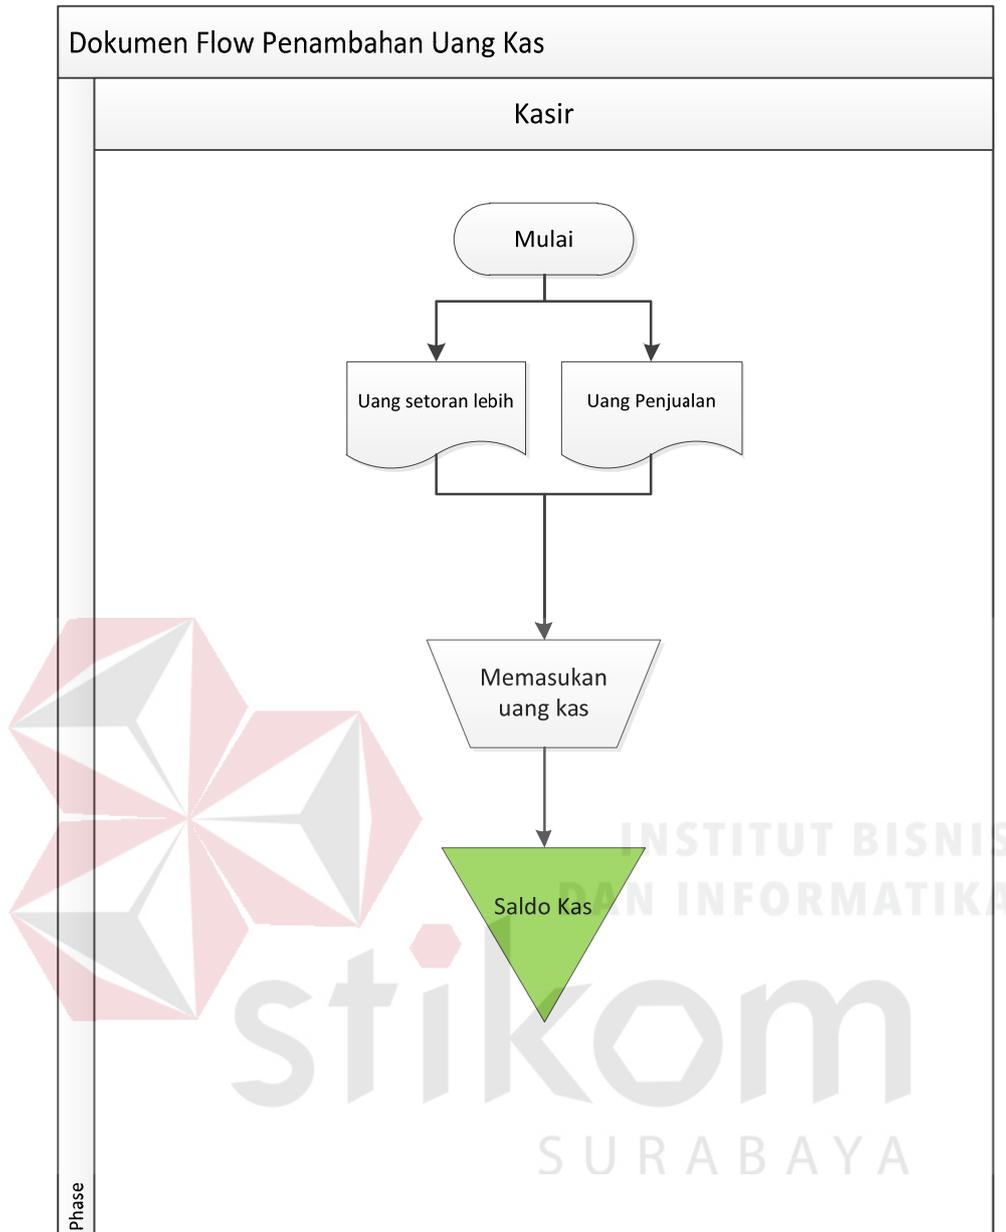 Dokumen Flow Penambahan Uang Kas
Kasir
Mulai
Uang setoran lebih
Uang Penjualan
Memasukan
uang kas
Saldo Kas
INSTITUT BISNIS
DAN INFORMATIKA
stikom
SURABAYA
Phase